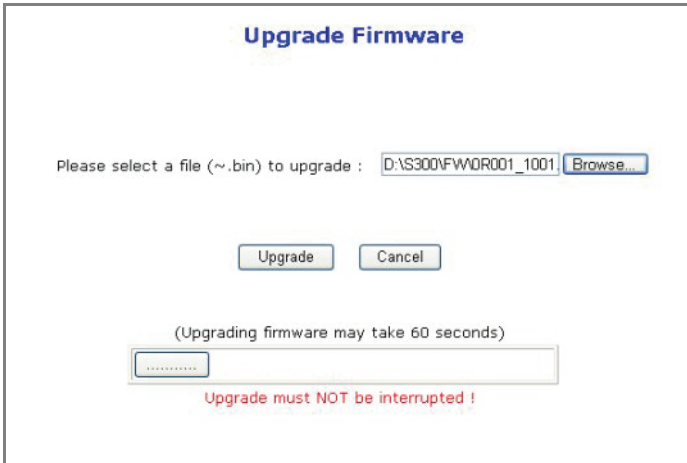 Upgrade Firmware
Please select a file (~.bin) to upgrade : D:\S300\FW\0R001_1001. Browse...
Upgrade Cancel
(Upgrading firmware may take 60 seconds)
...........
Upgrade must NOT be interrupted !